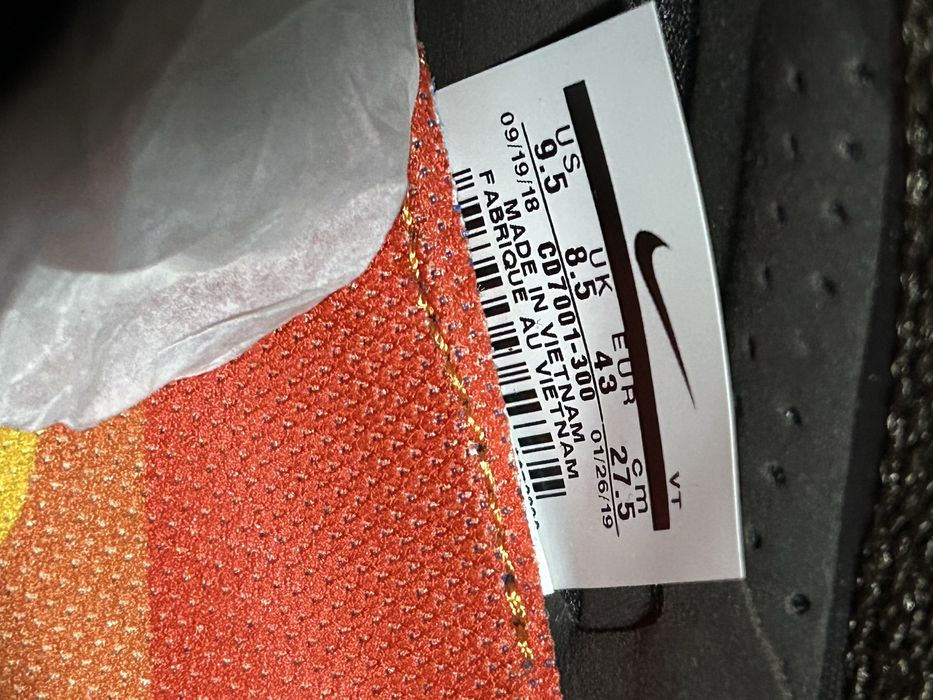 VT
US UK EUR cm
9.5 8.5 43 27.5
09/19/18 CD7001-300 01/26/19
MADE IN VIETNAM
FABRIQUE AU VIETNAM